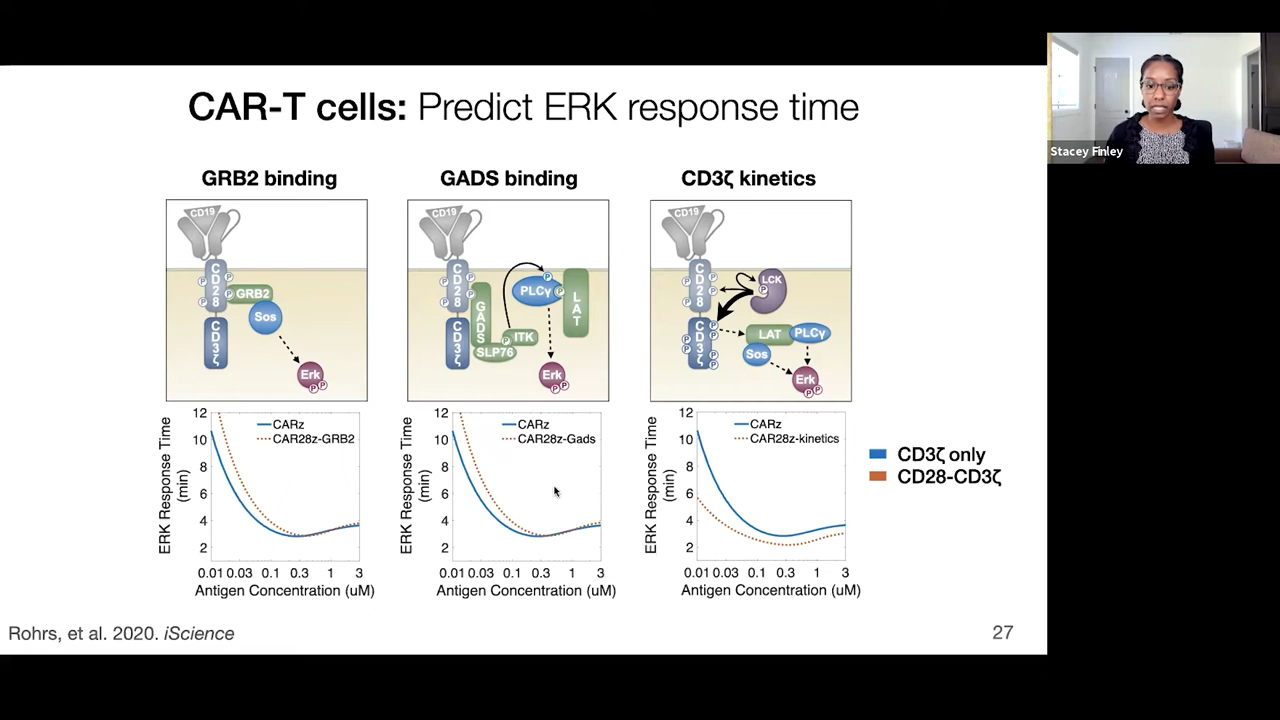 CAR-T cells: Predict ERK response time
Stacey Finley
GRB2 binding
CD19
P
P
P
P
CD28
GRB2
Sos
CD3ζ
Erk
P
P
GADS binding
CD19
P
P
P
P
CD28
GADS
SLP76
P
ITK
P
PLCγ
P
LAT
CD3ζ
Erk
P
P
CD3ζ kinetics
CD19
P
P
P
P
CD28
LCK
P
P
P
P
P
P
P
CD3ζ
LAT
PLCγ
Sos
Erk
P
P
ERK Response Time
(min)
12
10
8
6
4
2
CARz
CAR28z-GRB2
0.01 0.03 0.1 0.3 1 3
Antigen Concentration (uM)
ERK Response Time
(min)
12
10
8
6
4
2
CARz
CAR28z-Gads
0.01 0.03 0.1 0.3 1 3
Antigen Concentration (uM)
ERK Response Time
(min)
12
10
8
6
4
2
CARz
CAR28z-kinetics
0.01 0.03 0.1 0.3 1 3
Antigen Concentration (uM)
CD3ζ only
CD28-CD3ζ
Rohrs, et al. 2020. iScience
27